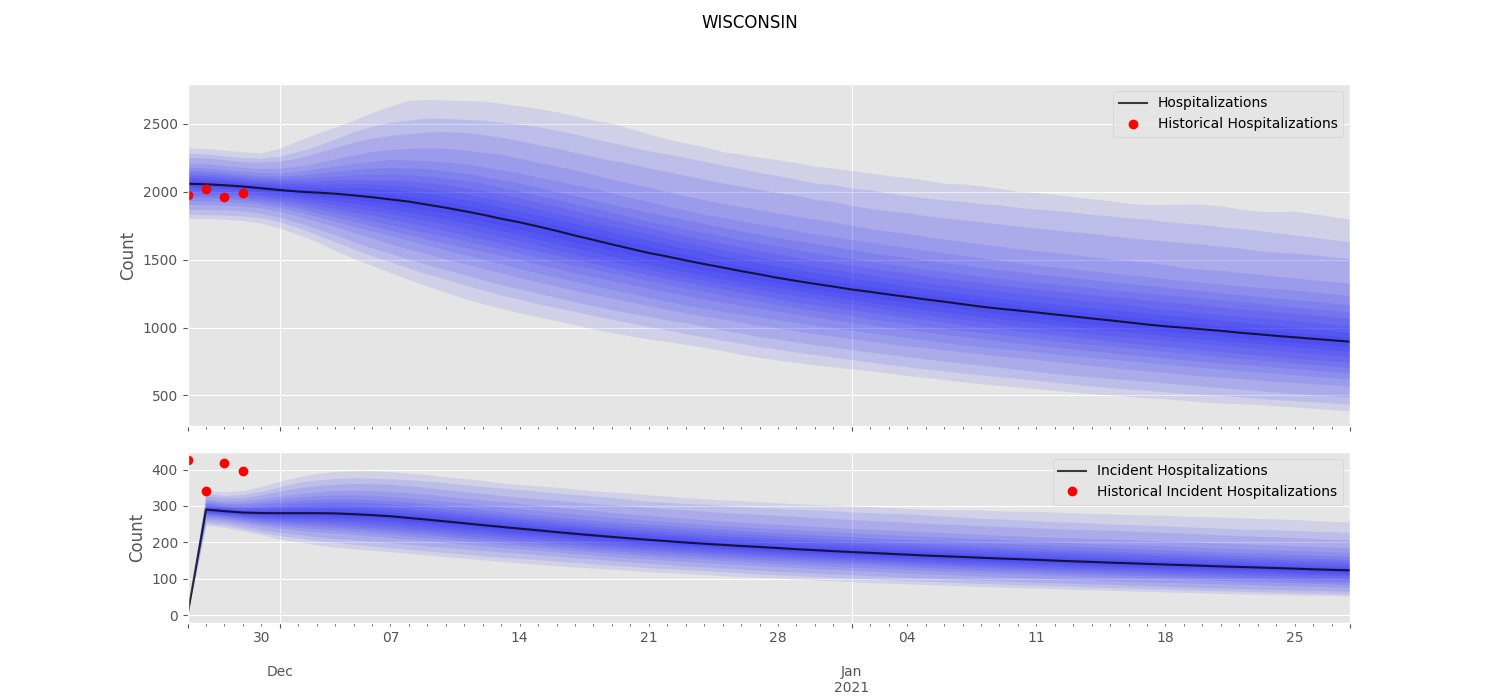 WISCONSIN
Hospitalizations
Historical Hospitalizations
2500
2000
1500
1000
500
Count
Incident Hospitalizations
Historical Incident Hospitalizations
400
300
200
100
0
Count
30 07 14 21 28 04 11 18 25
Dec Jan
2021